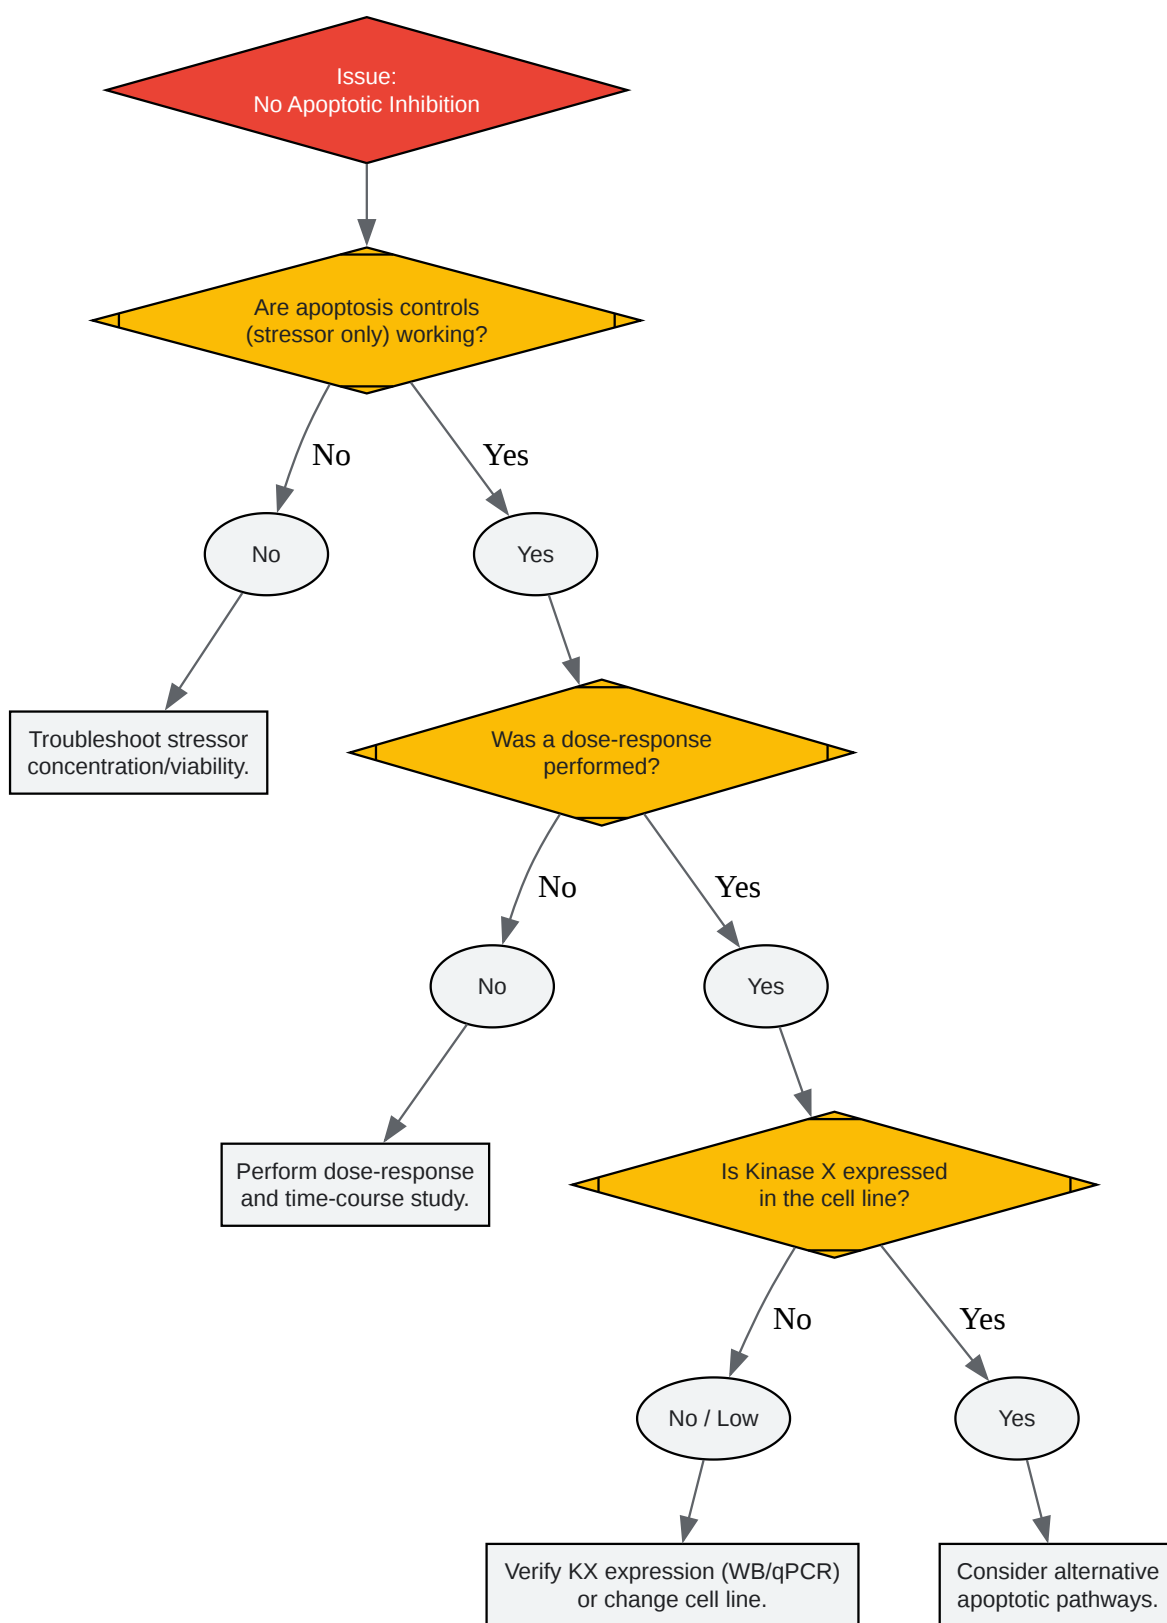 Issue:
No Apoptotic Inhibition
Are apoptosis controls
(stressor only) working?
No
Yes
No
Yes
Troubleshoot stressor
concentration/viability.
Was a dose-response
performed?
No
Yes
No
Yes
Perform dose-response
and time-course study.
Is Kinase X expressed
in the cell line?
No
Yes
No / Low
Yes
Verify KX expression (WB/qPCR)
or change cell line.
Consider alternative
apoptotic pathways.